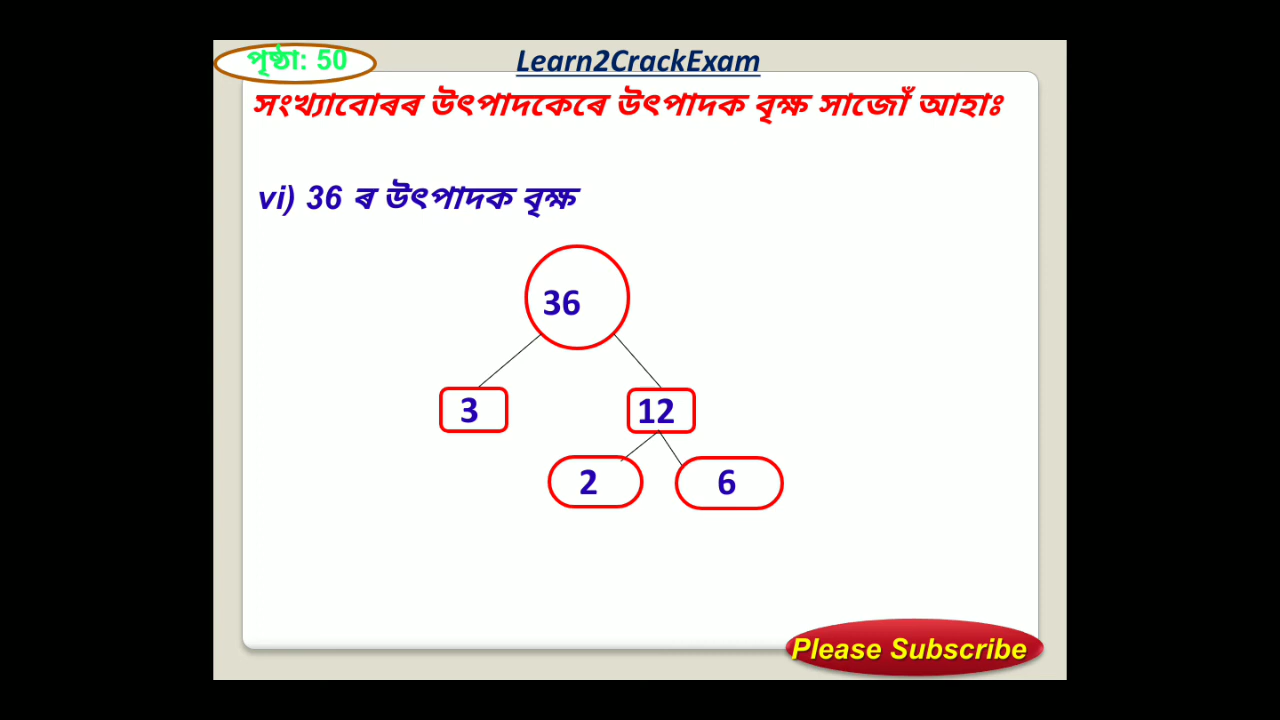 পৃষ্ঠা: 50
Learn2CrackExam
সংখ্যাবোৰৰ উৎপাদকেৰে উৎপাদক বৃক্ষ সাজোঁ আহাঃ
vi) 36 ৰ উৎপাদক বৃক্ষ
36
3 12
2 6
Please Subscribe